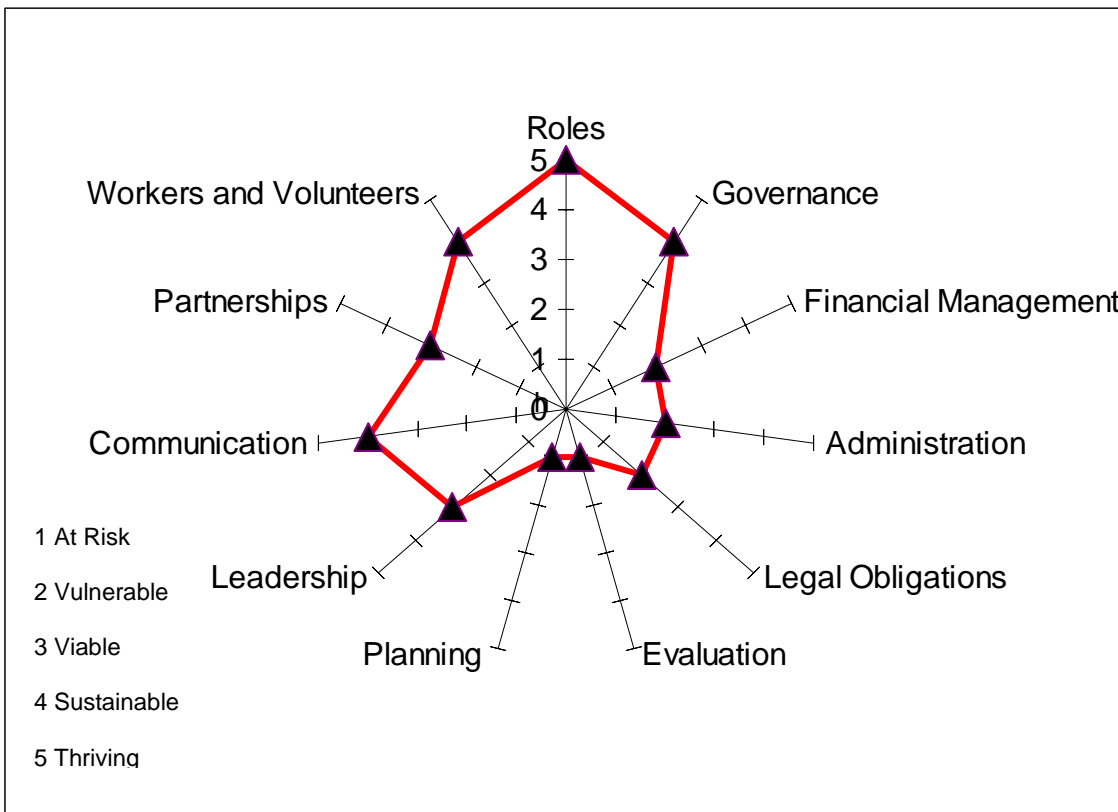 Roles
5
Workers and Volunteers
Governance
4
Partnerships
3
Financial Management
2
1
0
Communication
Administration
1 At Risk
Leadership
Legal Obligations
2 Vulnerable
Planning
Evaluation
3 Viable
4 Sustainable
5 Thriving